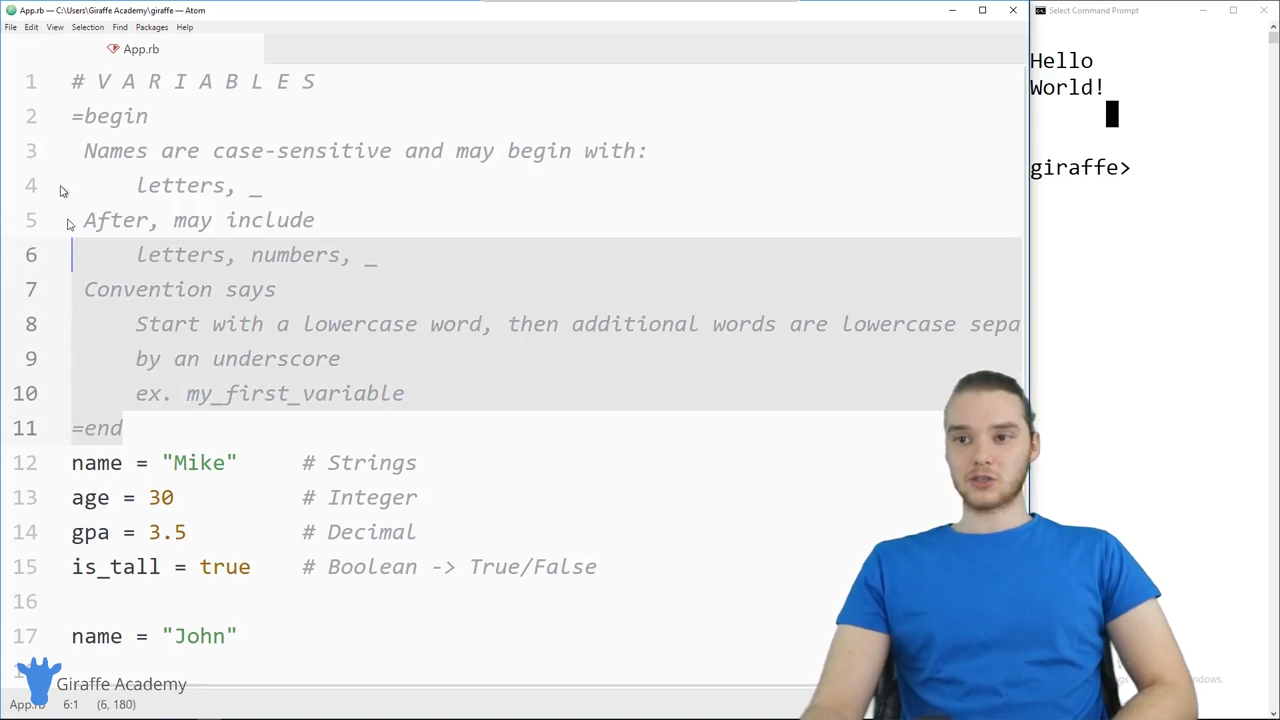 App.rb — C:\Users\Giraffe Academy\giraffe — Atom
File Edit View Selection Find Packages Help
App.rb
1 # V A R I A B L E S
2 =begin
3 Names are case-sensitive and may begin with:
4 letters, _
5 After, may include
6 letters, numbers, _
7 Convention says
8 Start with a lowercase word, then additional words are lowercase sepa
9 by an underscore
10 ex. my_first_variable
11 =end
12 name = "Mike" # Strings
13 age = 30 # Integer
14 gpa = 3.5 # Decimal
15 is_tall = true # Boolean -> True/False
16
17 name = "John"
Giraffe Academy
App.rb 6:1 (6, 180)
Select Command Prompt
Hello
World!
giraffe>